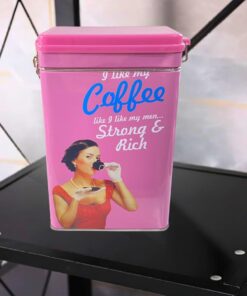 I like my
Coffee
like I like my men...
Strong &
Rich